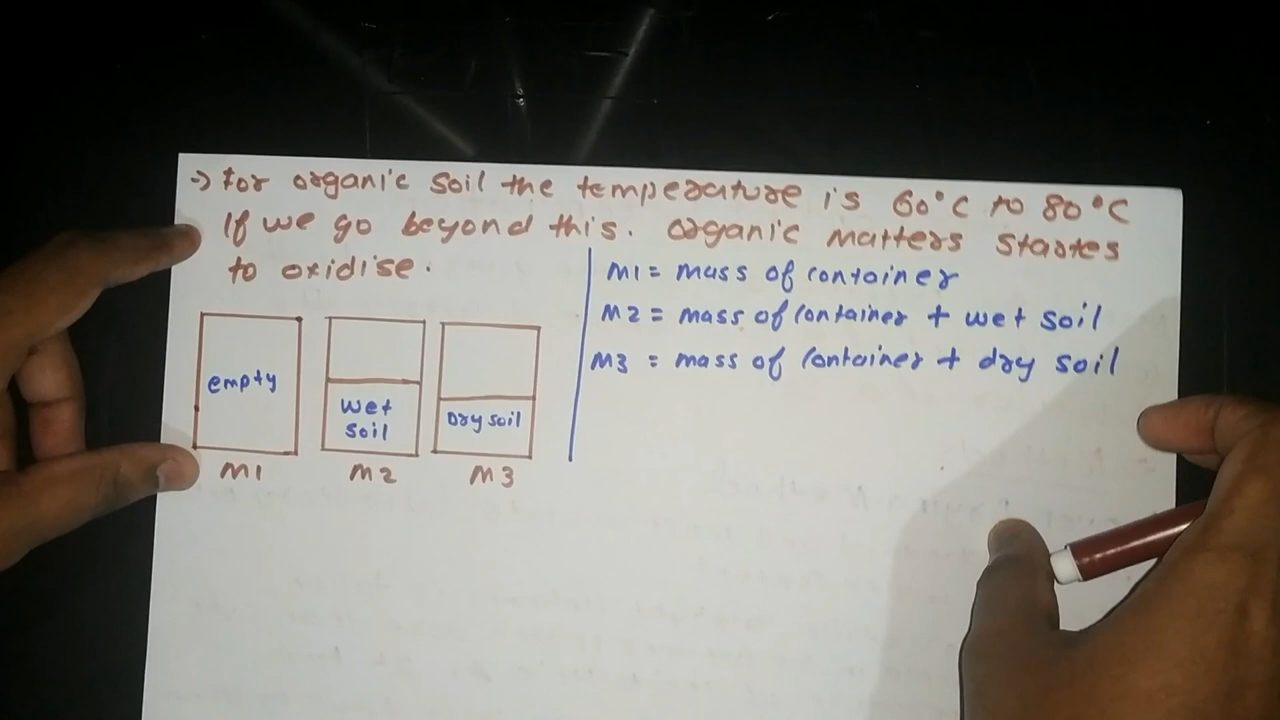 → For organic soil the temperature is 60°C to 80°C
If we go beyond this. organic matters startes
to oxidise.
M1 = mass of container
M2 = mass of container + wet soil
M3 = mass of container + dry soil
empty
wet
soil
Dry soil
M1
M2
M3